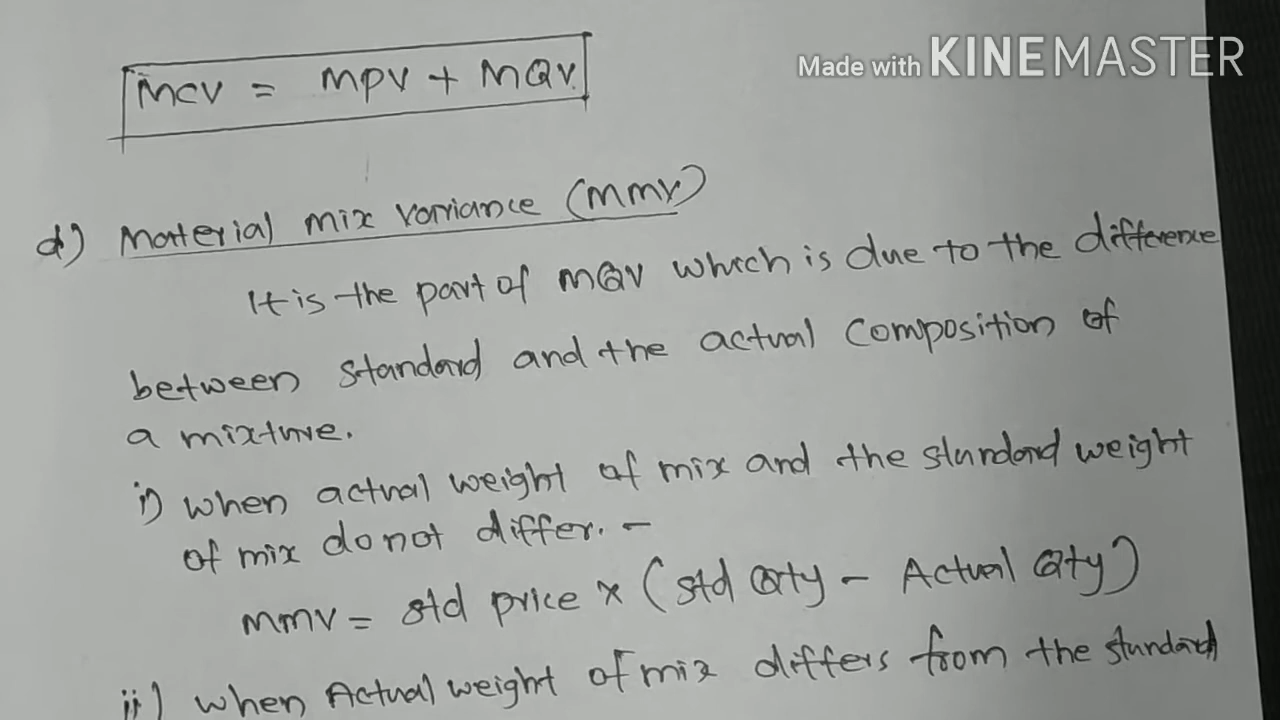 Made with KINEMASTER
MCV = MPV + MQV
d) Material mix variance (MMV)
It is the part of MQV which is due to the difference
between standard and the actual composition of
a mixture.
i) when actual weight of mix and the standard weight
of mix do not differ. -
MMV = std price x (std Qty - Actual Qty)
ii) when Actual weight of mix differs from the standard